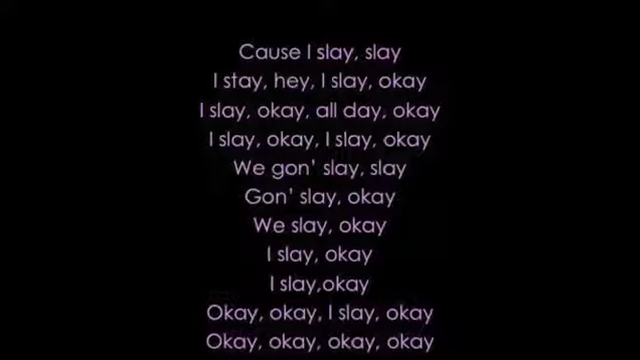 Cause I slay, slay
I stay, hey, I slay, okay
I slay, okay, all day, okay
I slay, okay, I slay, okay
We gon' slay, slay
Gon' slay, okay
We slay, okay
I slay, okay
I slay,okay
Okay, okay, I slay, okay
Okay, okay, okay, okay